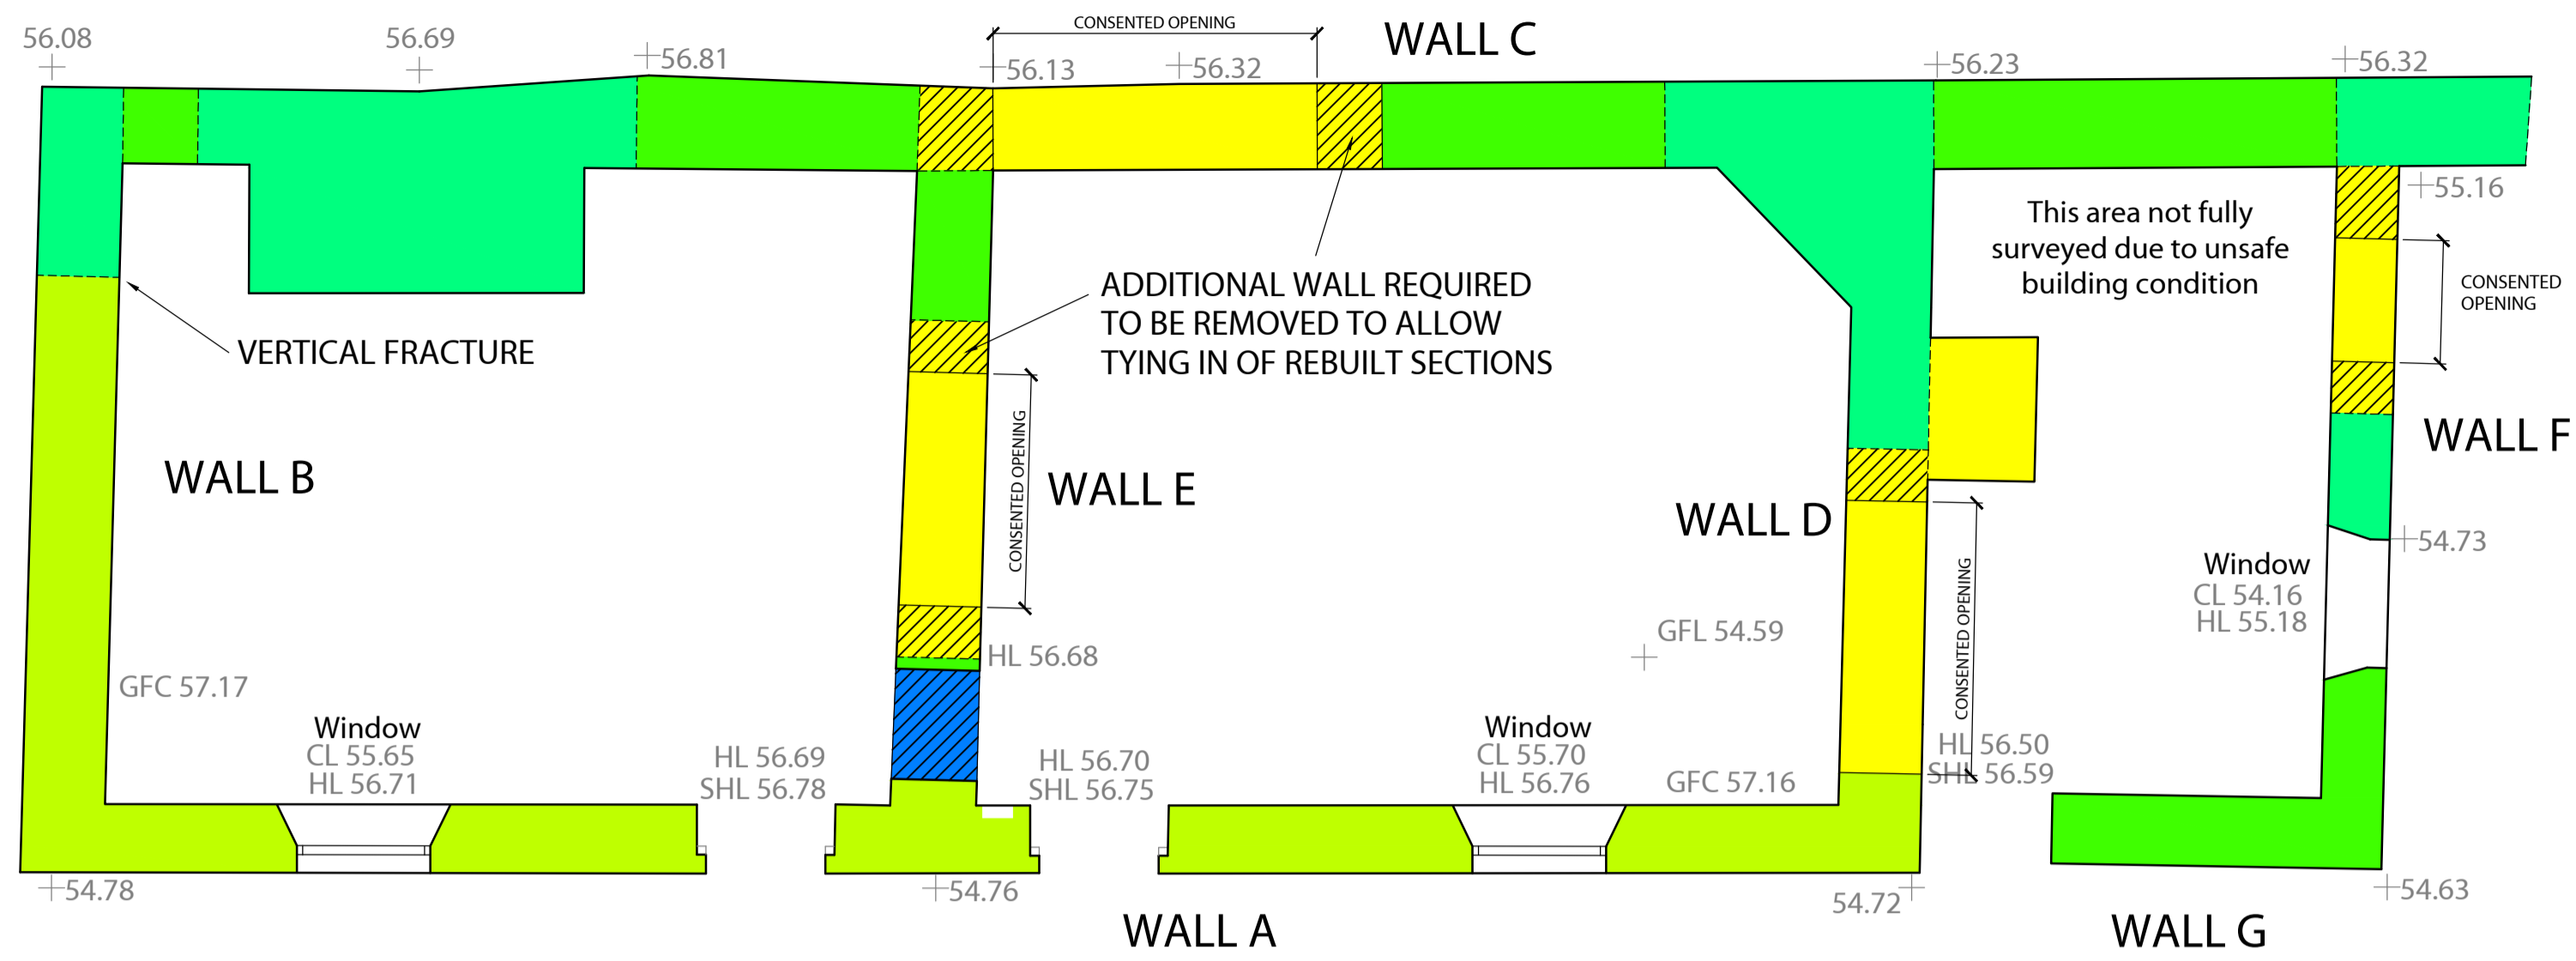 CONSENTED OPENING
WALL C
56.08
56.69
56.81
56.13
56.32
56.23
56.32
55.16
This area not fully
surveyed due to unsafe
building condition
ADDITIONAL WALL REQUIRED
TO BE REMOVED TO ALLOW
TYING IN OF REBUILT SECTIONS
CONSENTED
OPENING
VERTICAL FRACTURE
WALL B
CONSENTED OPENING
WALL E
WALL D
WALL F
CONSENTED OPENING
54.73
Window
CL 54.16
HL 55.18
GFL 54.59
HL 56.68
GFC 57.17
Window
CL 55.65
HL 56.71
HL 56.69
SHL 56.78
HL 56.70
SHL 56.75
Window
CL 55.70
HL 56.76
GFC 57.16
HL 56.50
SHL 56.59
54.78
54.76
54.72
54.63
WALL A
WALL G